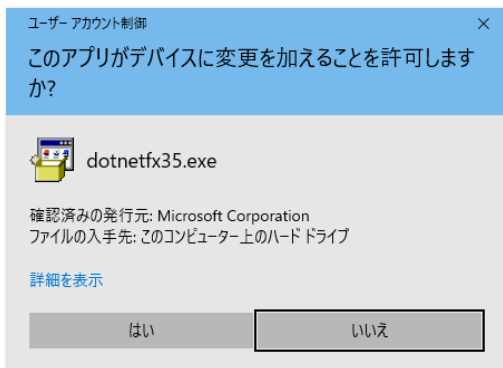 ユーザー アカウント制御
このアプリがデバイスに変更を加えることを許可します
か?
dotnetfx35.exe
確認済みの発行元: Microsoft Corporation
ファイルの入手先: このコンピューター上のハード ドライブ
詳細を表示
はい
いいえ